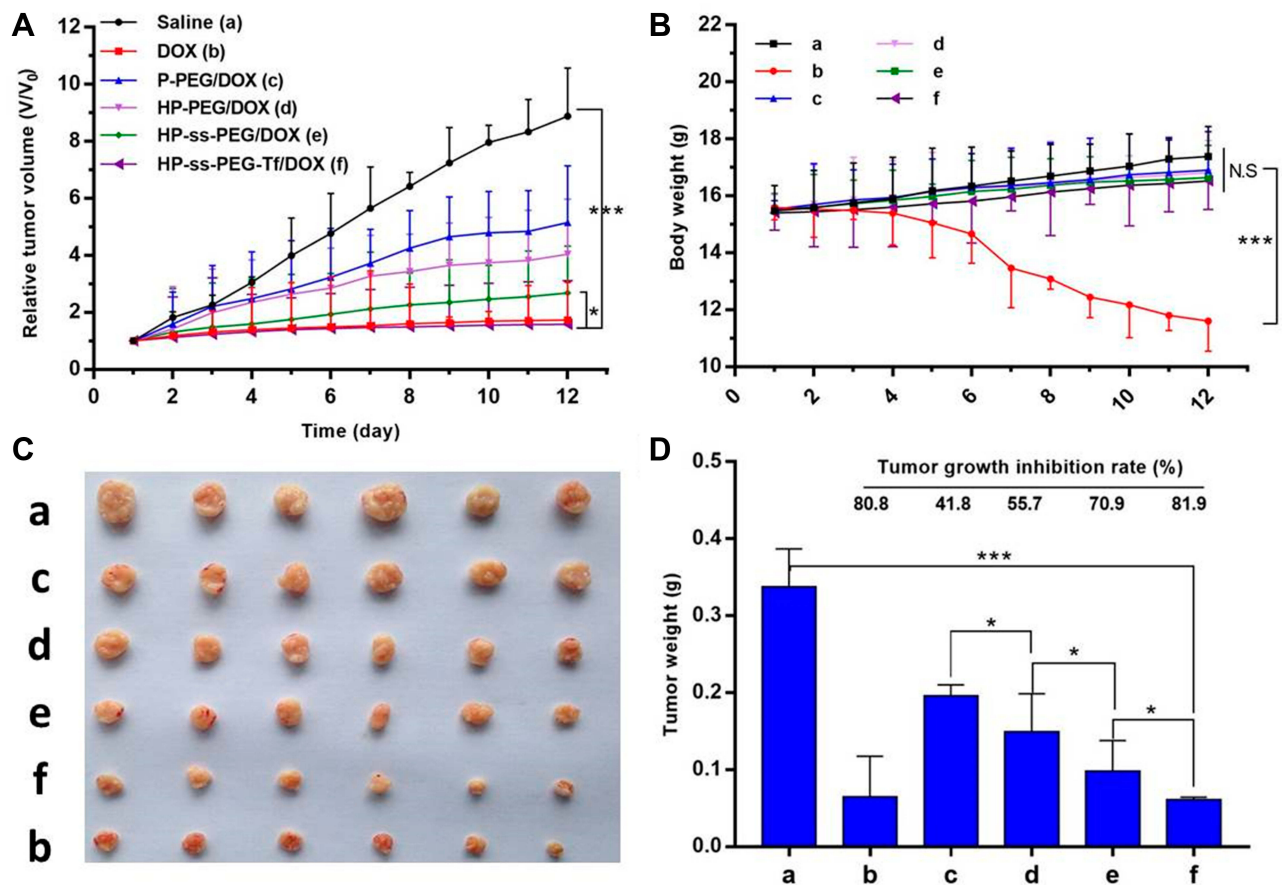 A
Relative tumor volume (V/V0)
12
10
8
6
4
2
0
Saline (a)
DOX (b)
P-PEG/DOX (c)
HP-PEG/DOX (d)
HP-ss-PEG/DOX (e)
HP-ss-PEG-Tf/DOX (f)
***
*
0 2 4 6 8 10 12
Time (day)
B
Body weight (g)
22
20
18
16
14
12
10
a d
b e
c f
N.S
***
0 2 4 6 8 10 12
C
a
c
d
e
f
b
D
Tumor weight (g)
0.5
0.4
0.3
0.2
0.1
0.0
Tumor growth inhibition rate (%)
80.8 41.8 55.7 70.9 81.9
***
*
*
*
a b c d e f